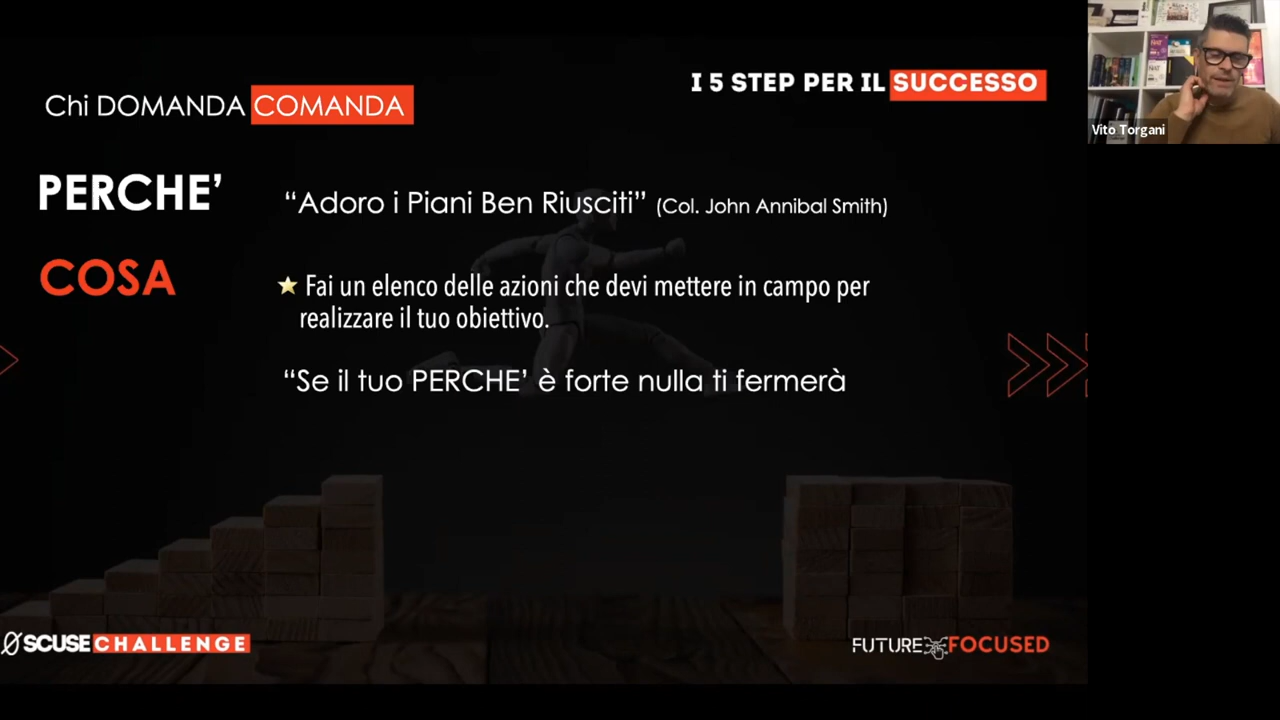 I 5 STEP PER IL SUCCESSO
Chi DOMANDA COMANDA
PERCHE’
“Adoro i Piani Ben Riusciti” (Col. John Annibal Smith)
COSA
Fai un elenco delle azioni che devi mettere in campo per
realizzare il tuo obiettivo.
“Se il tuo PERCHE’ è forte nulla ti fermerà
Vito Torgani
ØSCUSE CHALLENGE
FUTURE FOCUSED